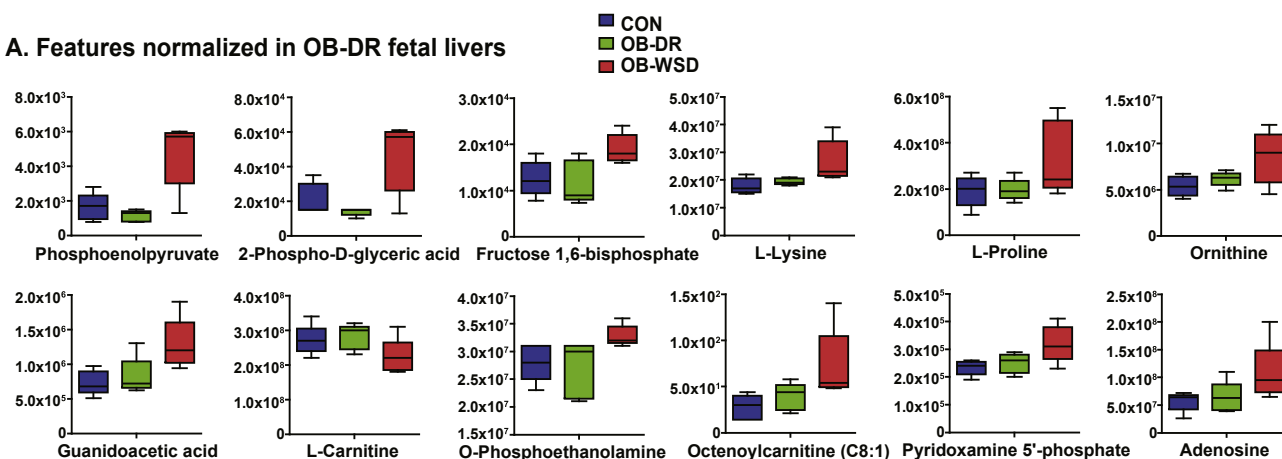 CON
OB-DR
OB-WSD
A. Features normalized in OB-DR fetal livers
8.0x10³
6.0x10³
4.0x10³
2.0x10³
0
Phosphoenolpyruvate
8.0x10⁴
6.0x10⁴
4.0x10⁴
2.0x10⁴
0
2-Phospho-D-glyceric acid
3.0x10⁴
2.0x10⁴
1.0x10⁴
0
Fructose 1,6-bisphosphate
5.0x10⁷
4.0x10⁷
3.0x10⁷
2.0x10⁷
1.0x10⁷
0
L-Lysine
6.0x10⁸
4.0x10⁸
2.0x10⁸
0
L-Proline
1.5x10⁷
1.0x10⁷
5.0x10⁶
0
Ornithine
2.0x10⁶
1.5x10⁶
1.0x10⁶
5.0x10⁵
0
Guanidoacetic acid
4.0x10⁸
3.0x10⁸
2.0x10⁸
1.0x10⁸
0
L-Carnitine
4.0x10⁷
3.5x10⁷
3.0x10⁷
2.5x10⁷
2.0x10⁷
1.5x10⁷
O-Phosphoethanolamine
1.5x10²
1.0x10²
5.0x10¹
0
Octenoylcarnitine (C8:1)
5.0x10⁵
4.0x10⁵
3.0x10⁵
2.0x10⁵
1.0x10⁵
0
Pyridoxamine 5'-phosphate
2.5x10⁸
2.0x10⁸
1.5x10⁸
1.0x10⁸
5.0x10⁷
0
Adenosine